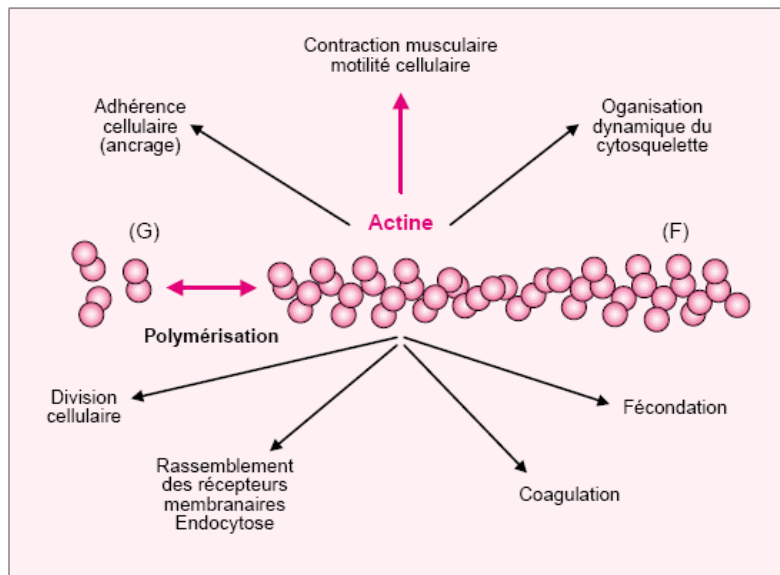 Contraction musculaire
motilité cellulaire
Adhérence
cellulaire
(ancrage)
Oganisation
dynamique du
cytosquelette
Actine
(G)
(F)
Polymérisation
Division
cellulaire
Fécondation
Rassemblement
des récepteurs
membranaires
Endocytose
Coagulation